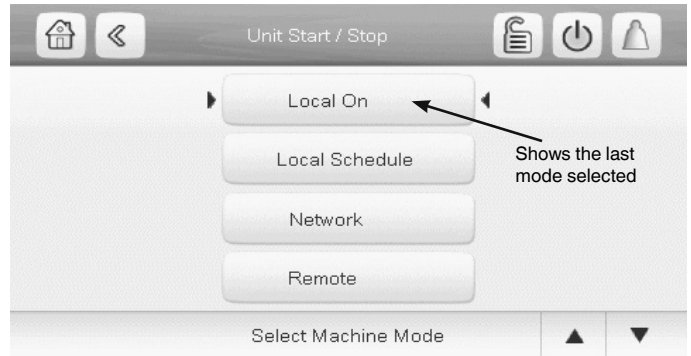 Unit Start / Stop
Local On
Shows the last
mode selected
Local Schedule
Network
Remote
Select Machine Mode